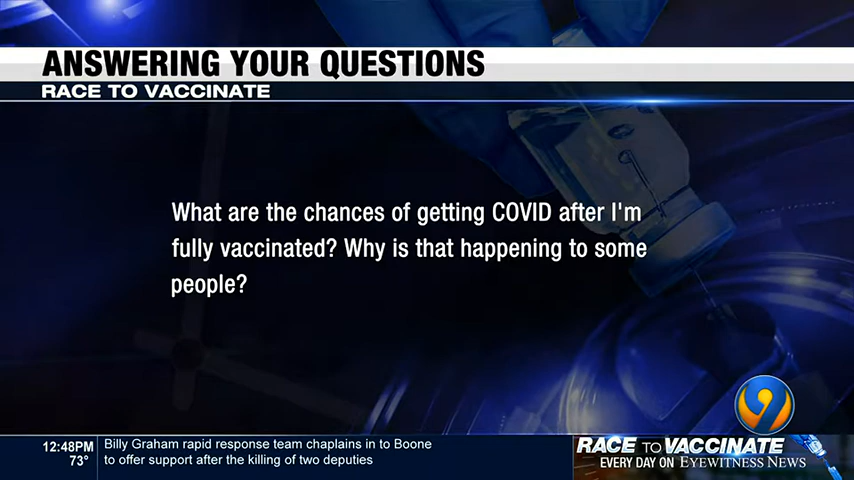 ANSWERING YOUR QUESTIONS
RACE TO VACCINATE
What are the chances of getting COVID after I'm
fully vaccinated? Why is that happening to some
people?
9
12:48PM
73°
Billy Graham rapid response team chaplains in to Boone
to offer support after the killing of two deputies
RACE TO VACCINATE
EVERY DAY ON EYEWITNESS NEWS